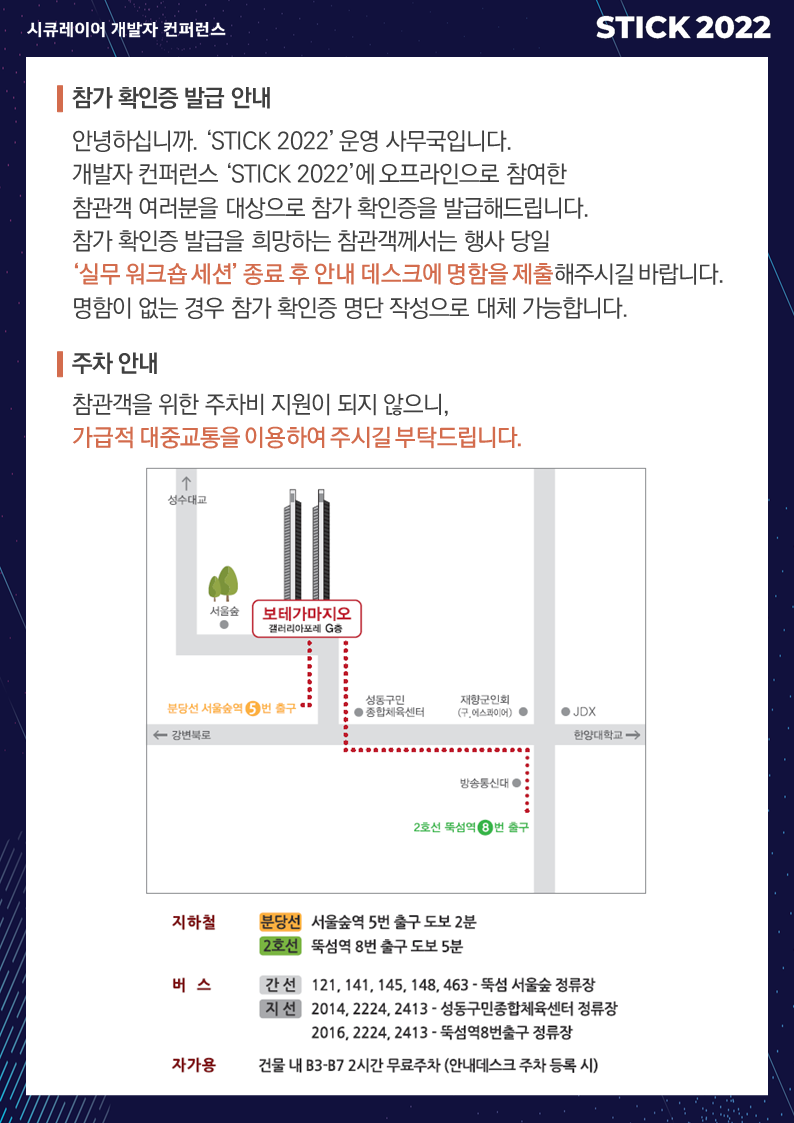 시큐레이어 개발자 컨퍼런스
STICK 2022
참가 확인증 발급 안내
안녕하십니까. ‘STICK 2022’ 운영 사무국입니다.
개발자 컨퍼런스 ‘STICK 2022’에 오프라인으로 참여한
참관객 여러분을 대상으로 참가 확인증을 발급해드립니다.
참가 확인증 발급을 희망하는 참관객께서는 행사 당일
‘실무 워크숍 세션’ 종료 후 안내 데스크에 명함을 제출해주시길 바랍니다.
명함이 없는 경우 참가 확인증 명단 작성으로 대체 가능합니다.
주차 안내
참관객을 위한 주차비 지원이 되지 않으니,
가급적 대중교통을 이용하여 주시길 부탁드립니다.
↑
성수대교
서울숲
보테가마지오
갤러리아포레 G층
분당선 서울숲역 5번 출구
성동구민
종합체육센터
재향군인회
(구,에스콰이어)
JDX
← 강변북로
한양대학교 →
방송통신대
2호선 뚝섬역 8번 출구
지하철 분당선 서울숲역 5번 출구 도보 2분
2호선 뚝섬역 8번 출구 도보 5분
버 스 간 선 121, 141, 145, 148, 463 - 뚝섬 서울숲 정류장
지 선 2014, 2224, 2413 - 성동구민종합체육센터 정류장
2016, 2224, 2413 - 뚝섬역8번출구 정류장
자가용 건물 내 B3-B7 2시간 무료주차 (안내데스크 주차 등록 시)